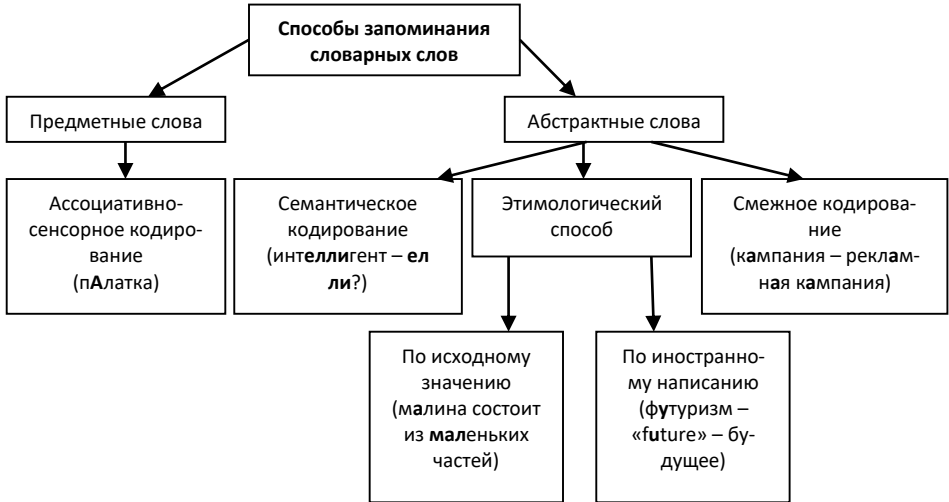 Способы запоминания
словарных слов
Предметные слова
Абстрактные слова
Ассоциативно-
сенсорное кодиро-
вание
(пАлатка)
Семантическое
кодирование
(интеллигент – ел
ли?)
Этимологический
способ
Смежное кодирова-
ние
(кампания – реклам-
ная кампания)
По исходному
значению
(малина состоит
из маленьких
частей)
По иностранно-
му написанию
(футуризм –
«future» – бу-
дущее)